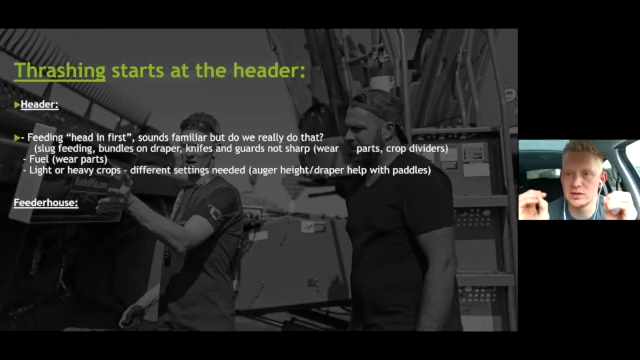 Thrashing starts at the header:
Header:
- Feeding “head in first”, sounds familiar but do we really do that?
(slug feeding, bundles on draper, knifes and guards not sharp (wear parts, crop dividers)
- Fuel (wear parts)
- Light or heavy crops - different settings needed (auger height/draper help with paddles)
Feederhouse: